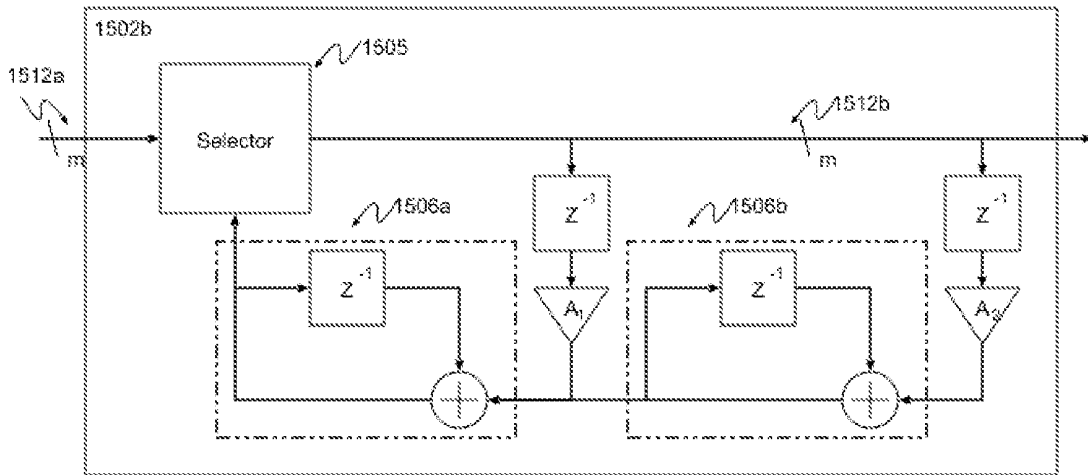 1502b
1505
1512a
1512b
Selector
m
m
1506a
z⁻¹
1506b
z⁻¹
z⁻¹
z⁻¹
A₁
A₂